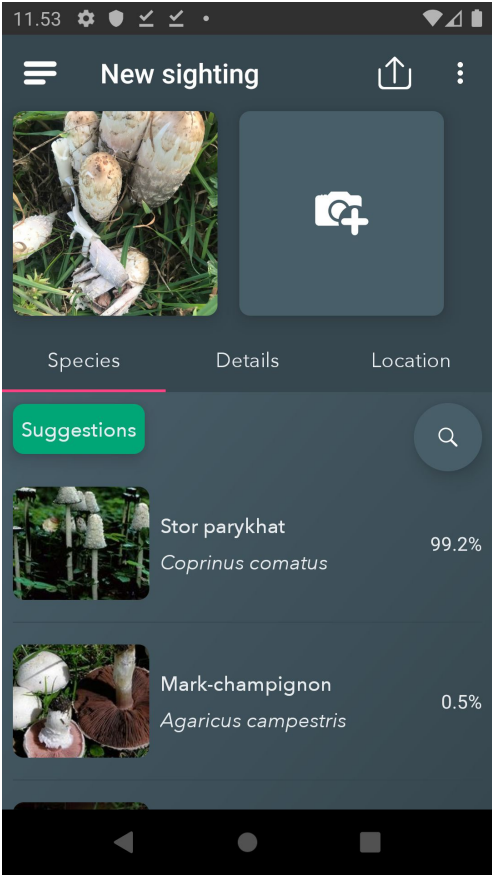 11.53
New sighting
Species Details Location
Suggestions
Stor parykhat
99.2%
Coprinus comatus
Mark-champignon
0.5%
Agaricus campestris